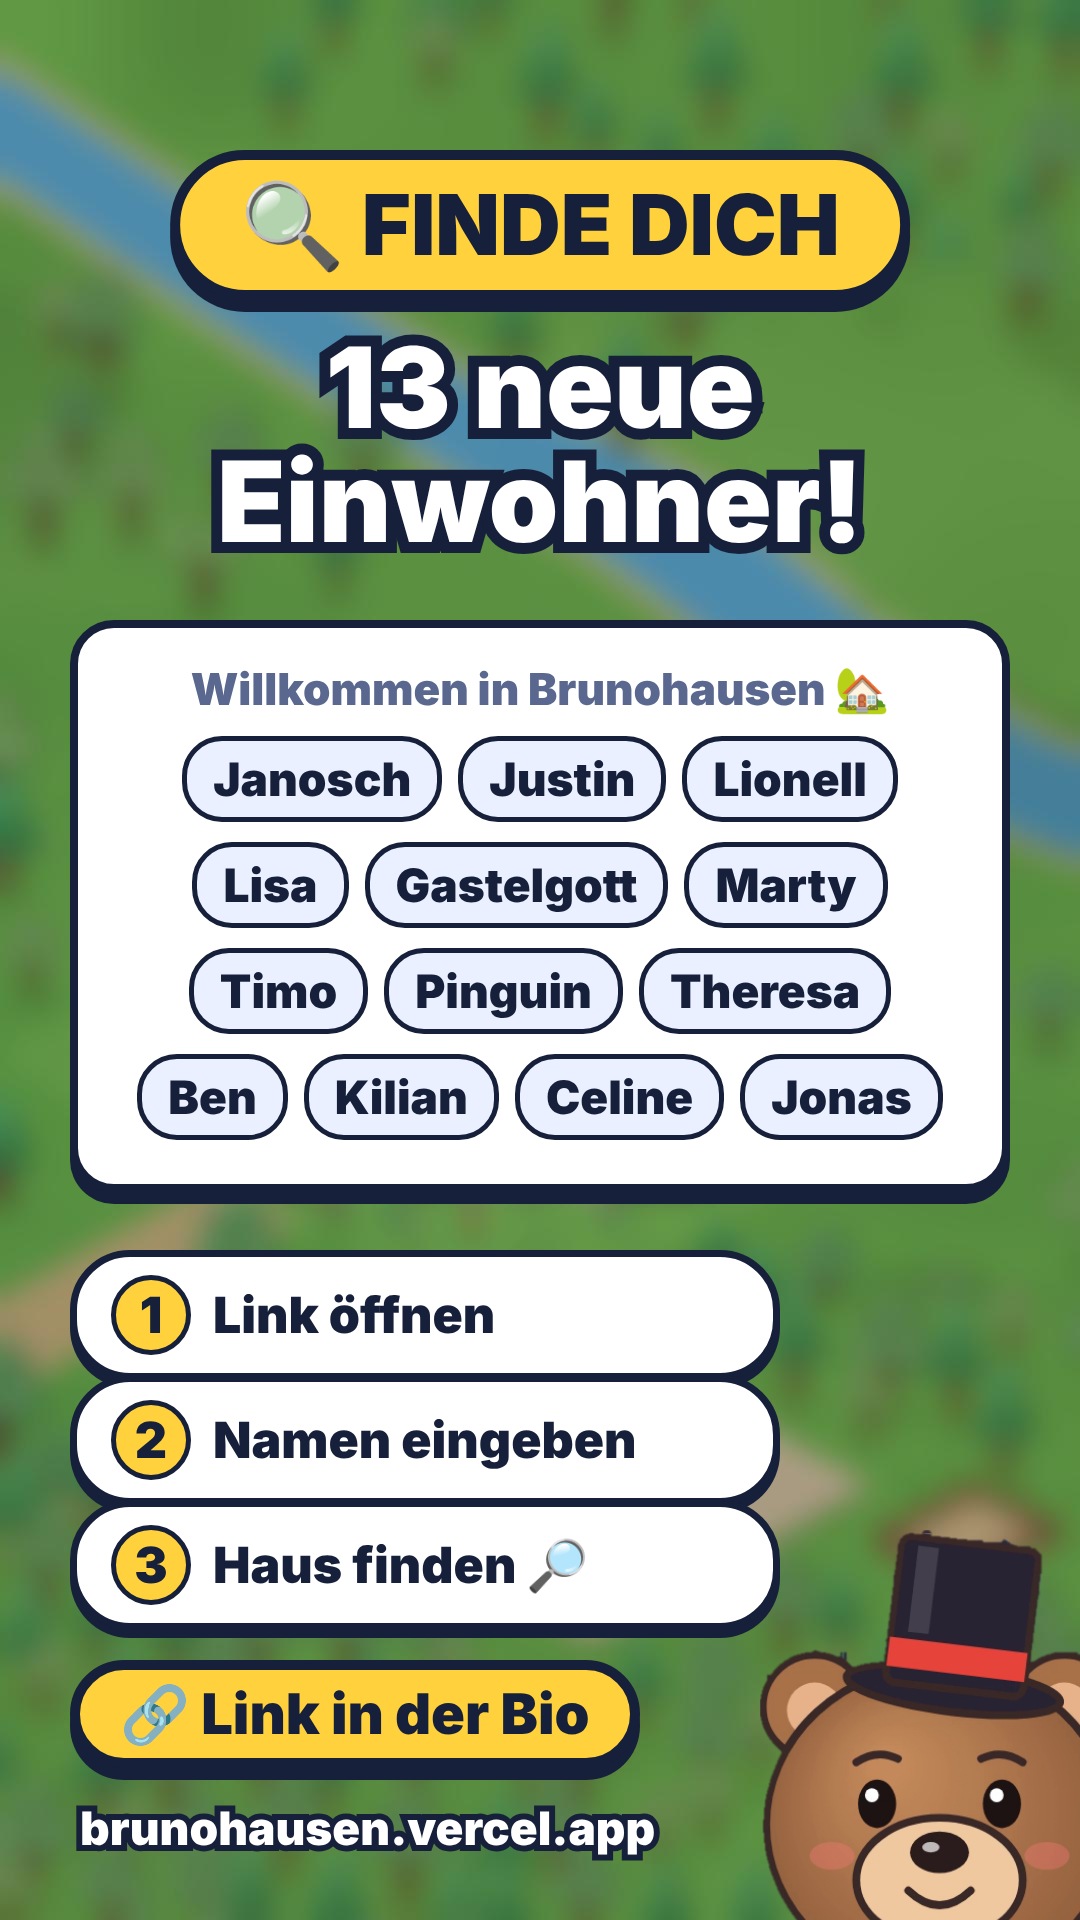 🔍 FINDE DICH
13 neue
Einwohner!
Willkommen in Brunohausen 🏡
Janosch Justin Lionell
Lisa Gastelgott Marty
Timo Pinguin Theresa
Ben Kilian Celine Jonas
1 Link öffnen
2 Namen eingeben
3 Haus finden 🔎
🔗 Link in der Bio
brunohausen.vercel.app